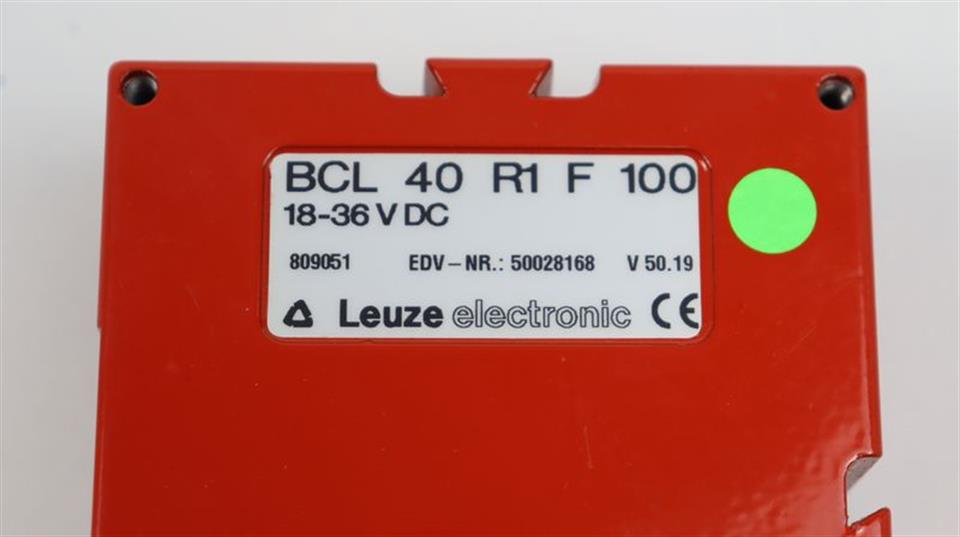 BCL 40 R1 F 100
18-36 V DC
809051 EDV-NR.: 50028168 V 50.19
Leuze electronic CE